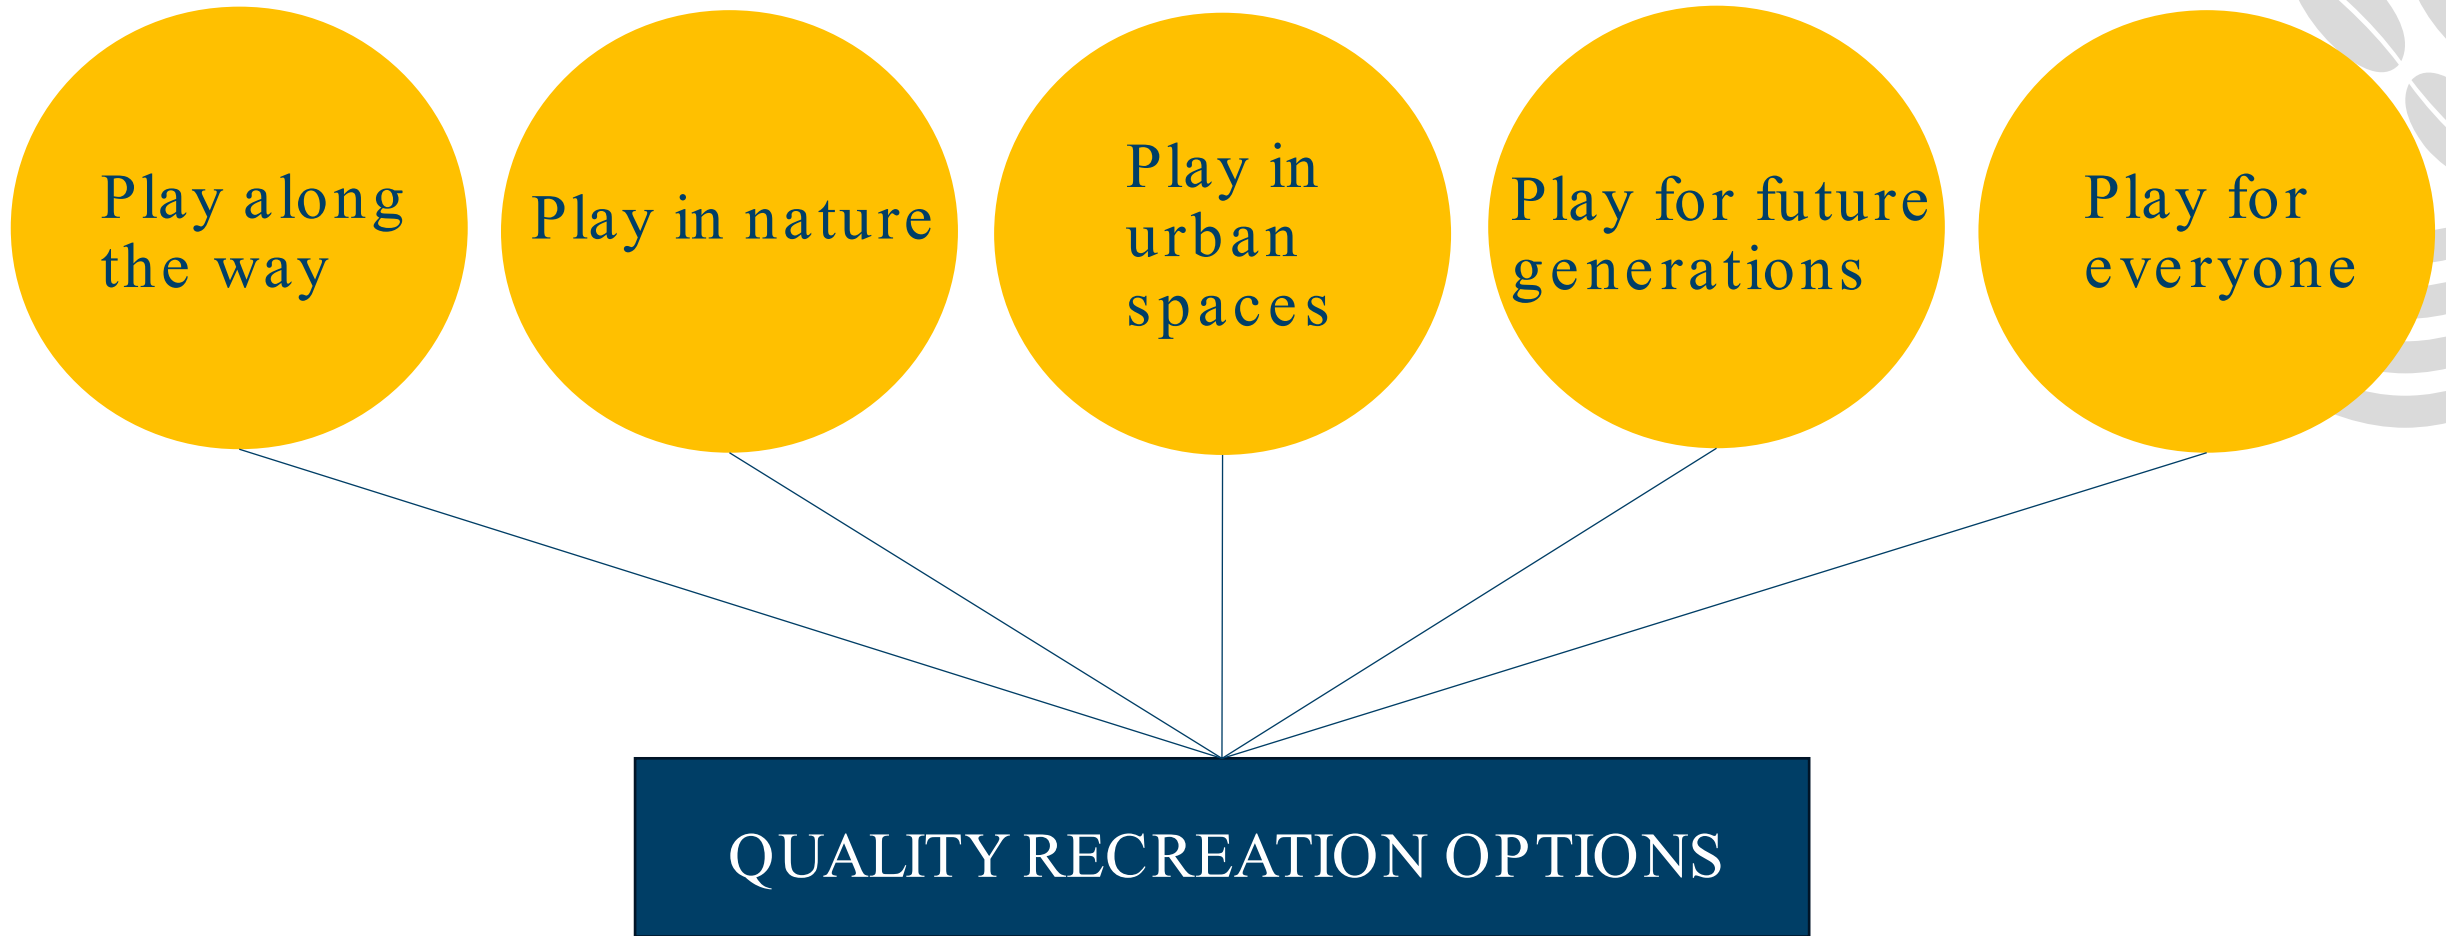 Play along
the way
Play in nature
Play in
urban
spaces
Play for future
generations
Play for
everyone
QUALITY RECREATION OPTIONS